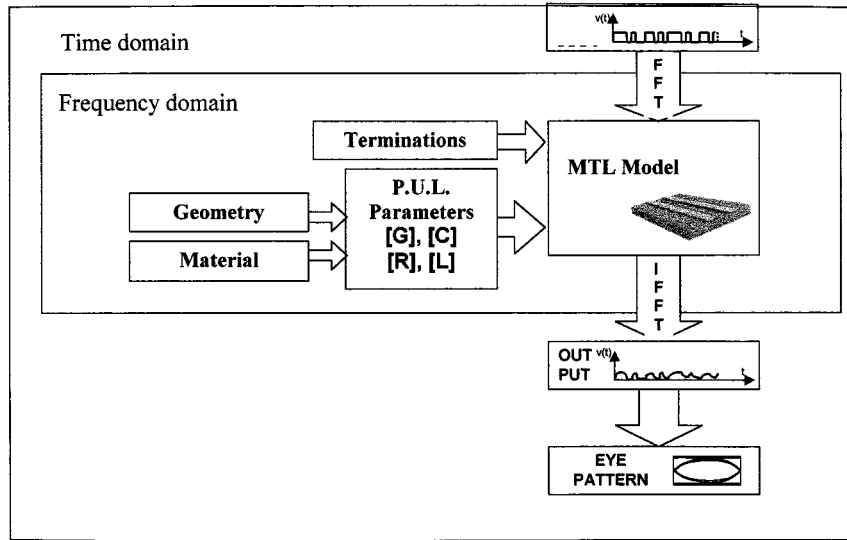 Time domain
v(t)
t
F
F
T
Frequency domain
Terminations
MTL Model
P.U.L.
Parameters
[G], [C]
[R], [L]
Geometry
Material
I
F
F
T
OUT
PUT
v(t)
t
EYE
PATTERN